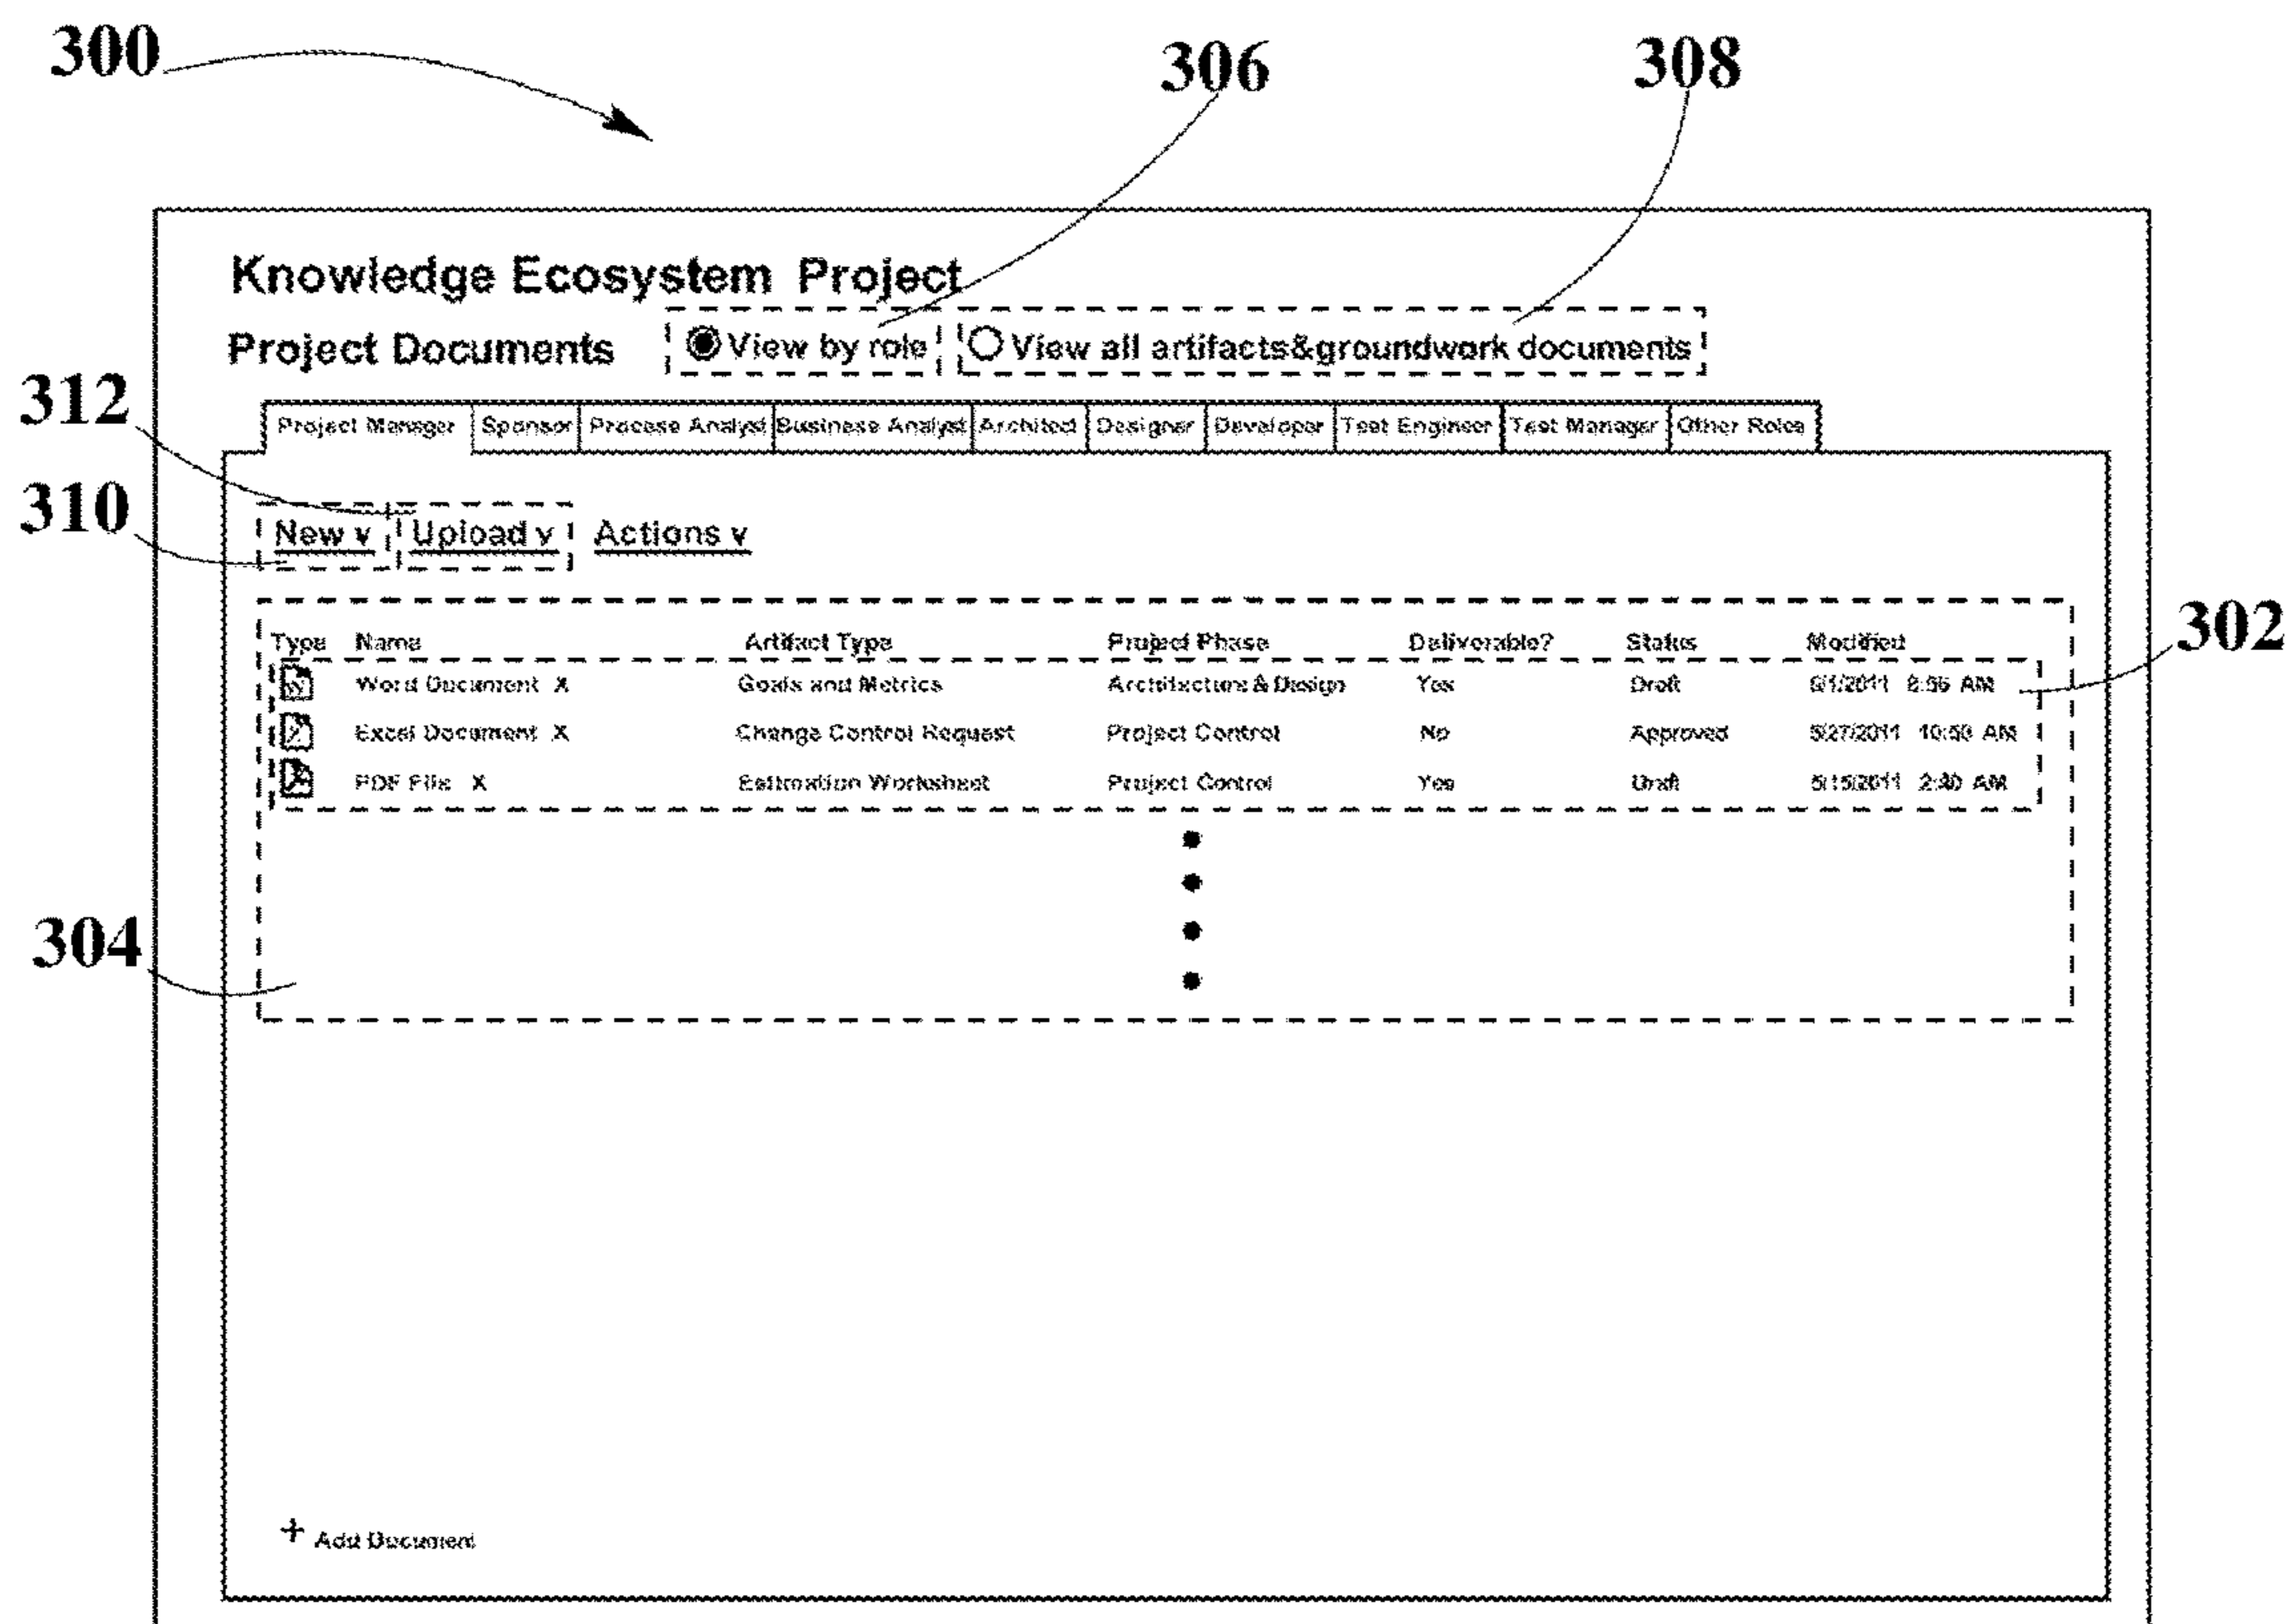 300
306
308
Knowledge Ecosystem Project
Project Documents View by role View all artifacts&groundwork documents
312
Project Manager Sponsor Process Analyst Business Analyst Architect Designer Developer Test Engineer Test Manager Other Roles
310
New v Upload v Actions v
302
Type Name Artifact Type Project Phase Deliverable? Status Modified
Word Document X Goals and Metrics Architecture & Design Yes Draft 6/1/2011 AM
Excel Document X Change Control Request Project Control No Approved 5/27/2011 10:50 AM
PDF File X Estimation Worksheet Project Control Yes Draft 5/15/2011 2:40 AM
304
+ Add Document